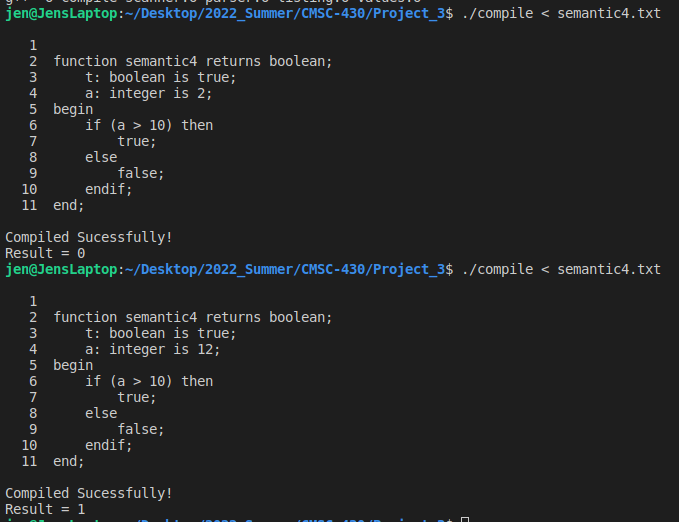 g++ -o compile scanner.o parser.o listing.o values.o
jen@JensLaptop:~/Desktop/2022_Summer/CMSC-430/Project_3$ ./compile < semantic4.txt
1
2 function semantic4 returns boolean;
3 t: boolean is true;
4 a: integer is 2;
5 begin
6 if (a > 10) then
7 true;
8 else
9 false;
10 endif;
11 end;
Compiled Sucessfully!
Result = 0
jen@JensLaptop:~/Desktop/2022_Summer/CMSC-430/Project_3$ ./compile < semantic4.txt
1
2 function semantic4 returns boolean;
3 t: boolean is true;
4 a: integer is 12;
5 begin
6 if (a > 10) then
7 true;
8 else
9 false;
10 endif;
11 end;
Compiled Sucessfully!
Result = 1
jen@JensLaptop:~/Desktop/2022_Summer/CMSC-430/Project_3$